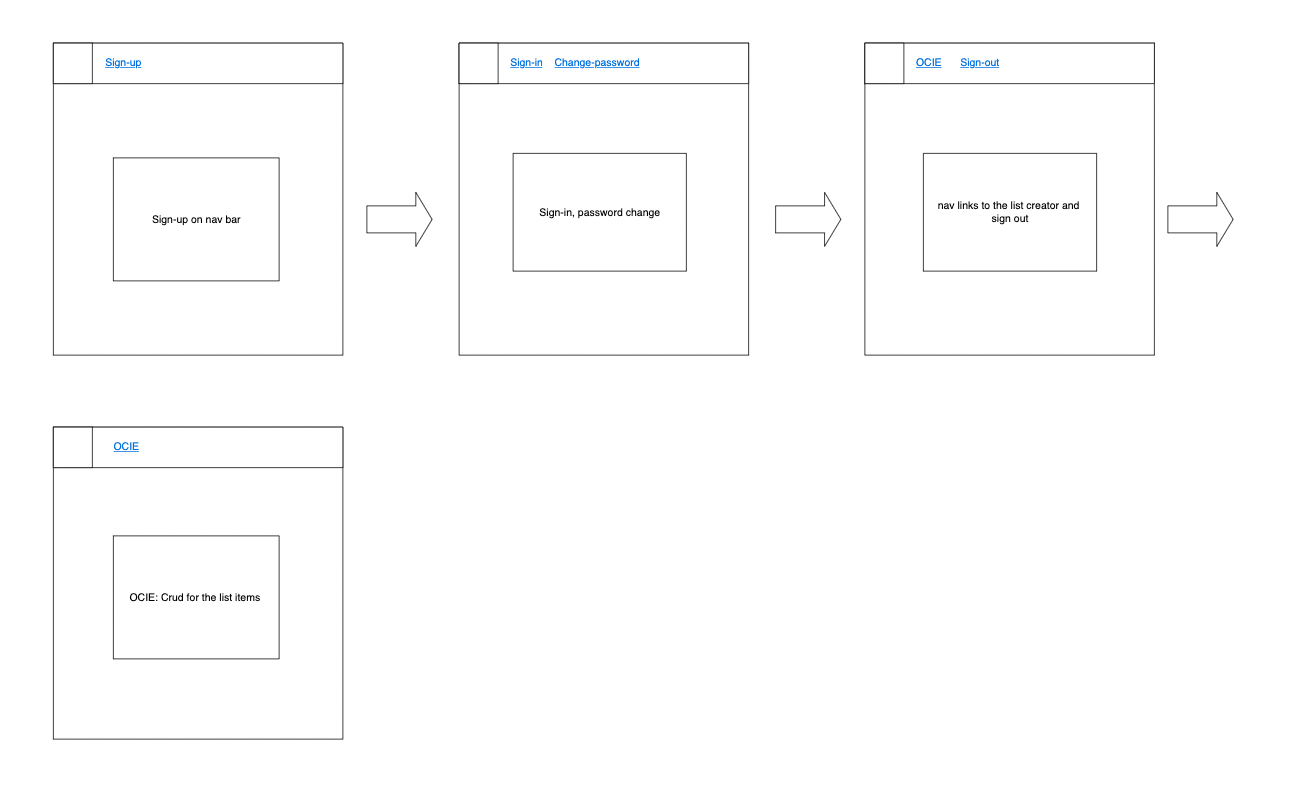 Sign-up
Sign-in Change-password
OCIE Sign-out
Sign-up on nav bar
Sign-in, password change
nav links to the list creator and
sign out
OCIE
OCIE: Crud for the list items